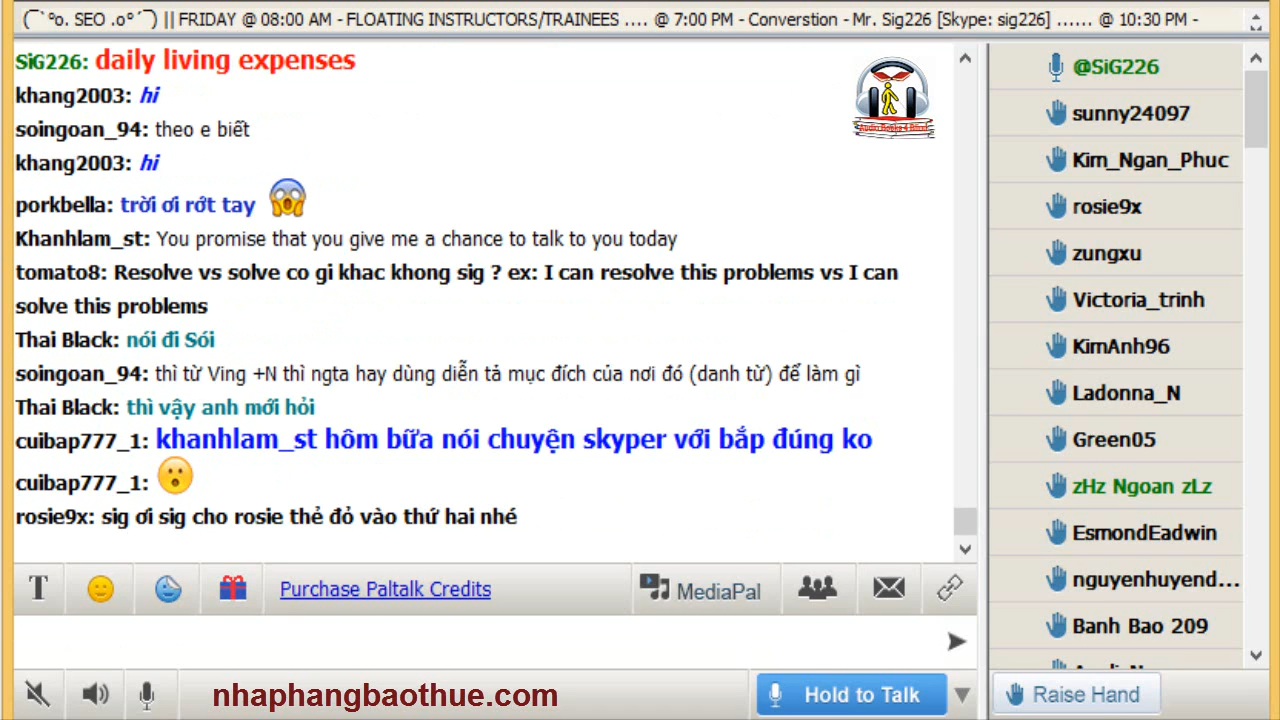 (¯`°o. SEO .o°´¯) || FRIDAY @ 08:00 AM - FLOATING INSTRUCTORS/TRAINEES .... @ 7:00 PM - Converstion - Mr. Sig226 [Skype: sig226] ...... @ 10:30 PM -
SiG226: daily living expenses
khang2003: hi
soingoan_94: theo e biết
khang2003: hi
porkbella: trời ơi rớt tay
Khanhlam_st: You promise that you give me a chance to talk to you today
tomato8: Resolve vs solve co gi khac khong sig ? ex: I can resolve this problems vs I can
solve this problems
Thai Black: nói đi Sói
soingoan_94: thì từ Ving +N thì ngta hay dùng diễn tả mục đích của nơi đó (danh từ) để làm gì
Thai Black: thì vậy anh mới hỏi
cuibap777_1: khanhlam_st hôm bữa nói chuyện skyper với bắp đúng ko
cuibap777_1:
rosie9x: sig ơi sig cho rosie thẻ đỏ vào thứ hai nhé
@SiG226
sunny24097
Kim_Ngan_Phuc
rosie9x
zungxu
Victoria_trinh
KimAnh96
Ladonna_N
Green05
zHz Ngoan zLz
EsmondEadwin
nguyenhuyend...
Banh Bao 209
T
Purchase Paltalk Credits
MediaPal
nhaphangbaothue.com
Hold to Talk
Raise Hand